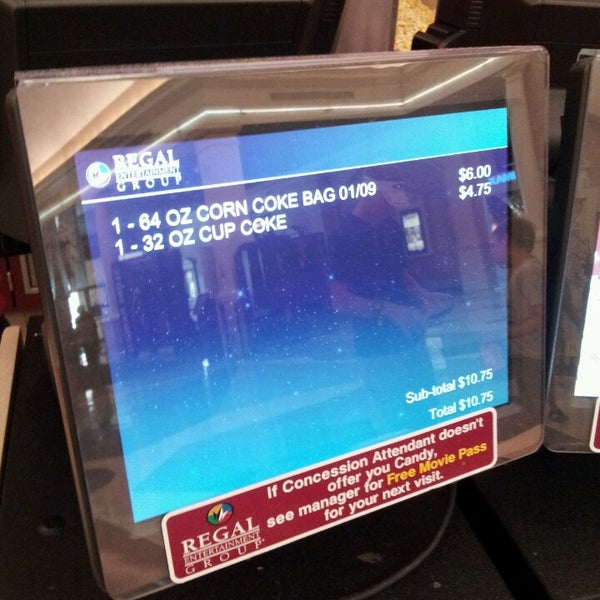 REGAL
ENTERTAINMENT
GROUP
1 - 64 OZ CORN COKE BAG 01/09 $6.00
1 - 32 OZ CUP COKE $4.75
Sub-total $10.75
Total $10.75
If Concession Attendant doesn't
offer you Candy,
see manager for Free Movie Pass
for your next visit.
REGAL
ENTERTAINMENT
GROUP